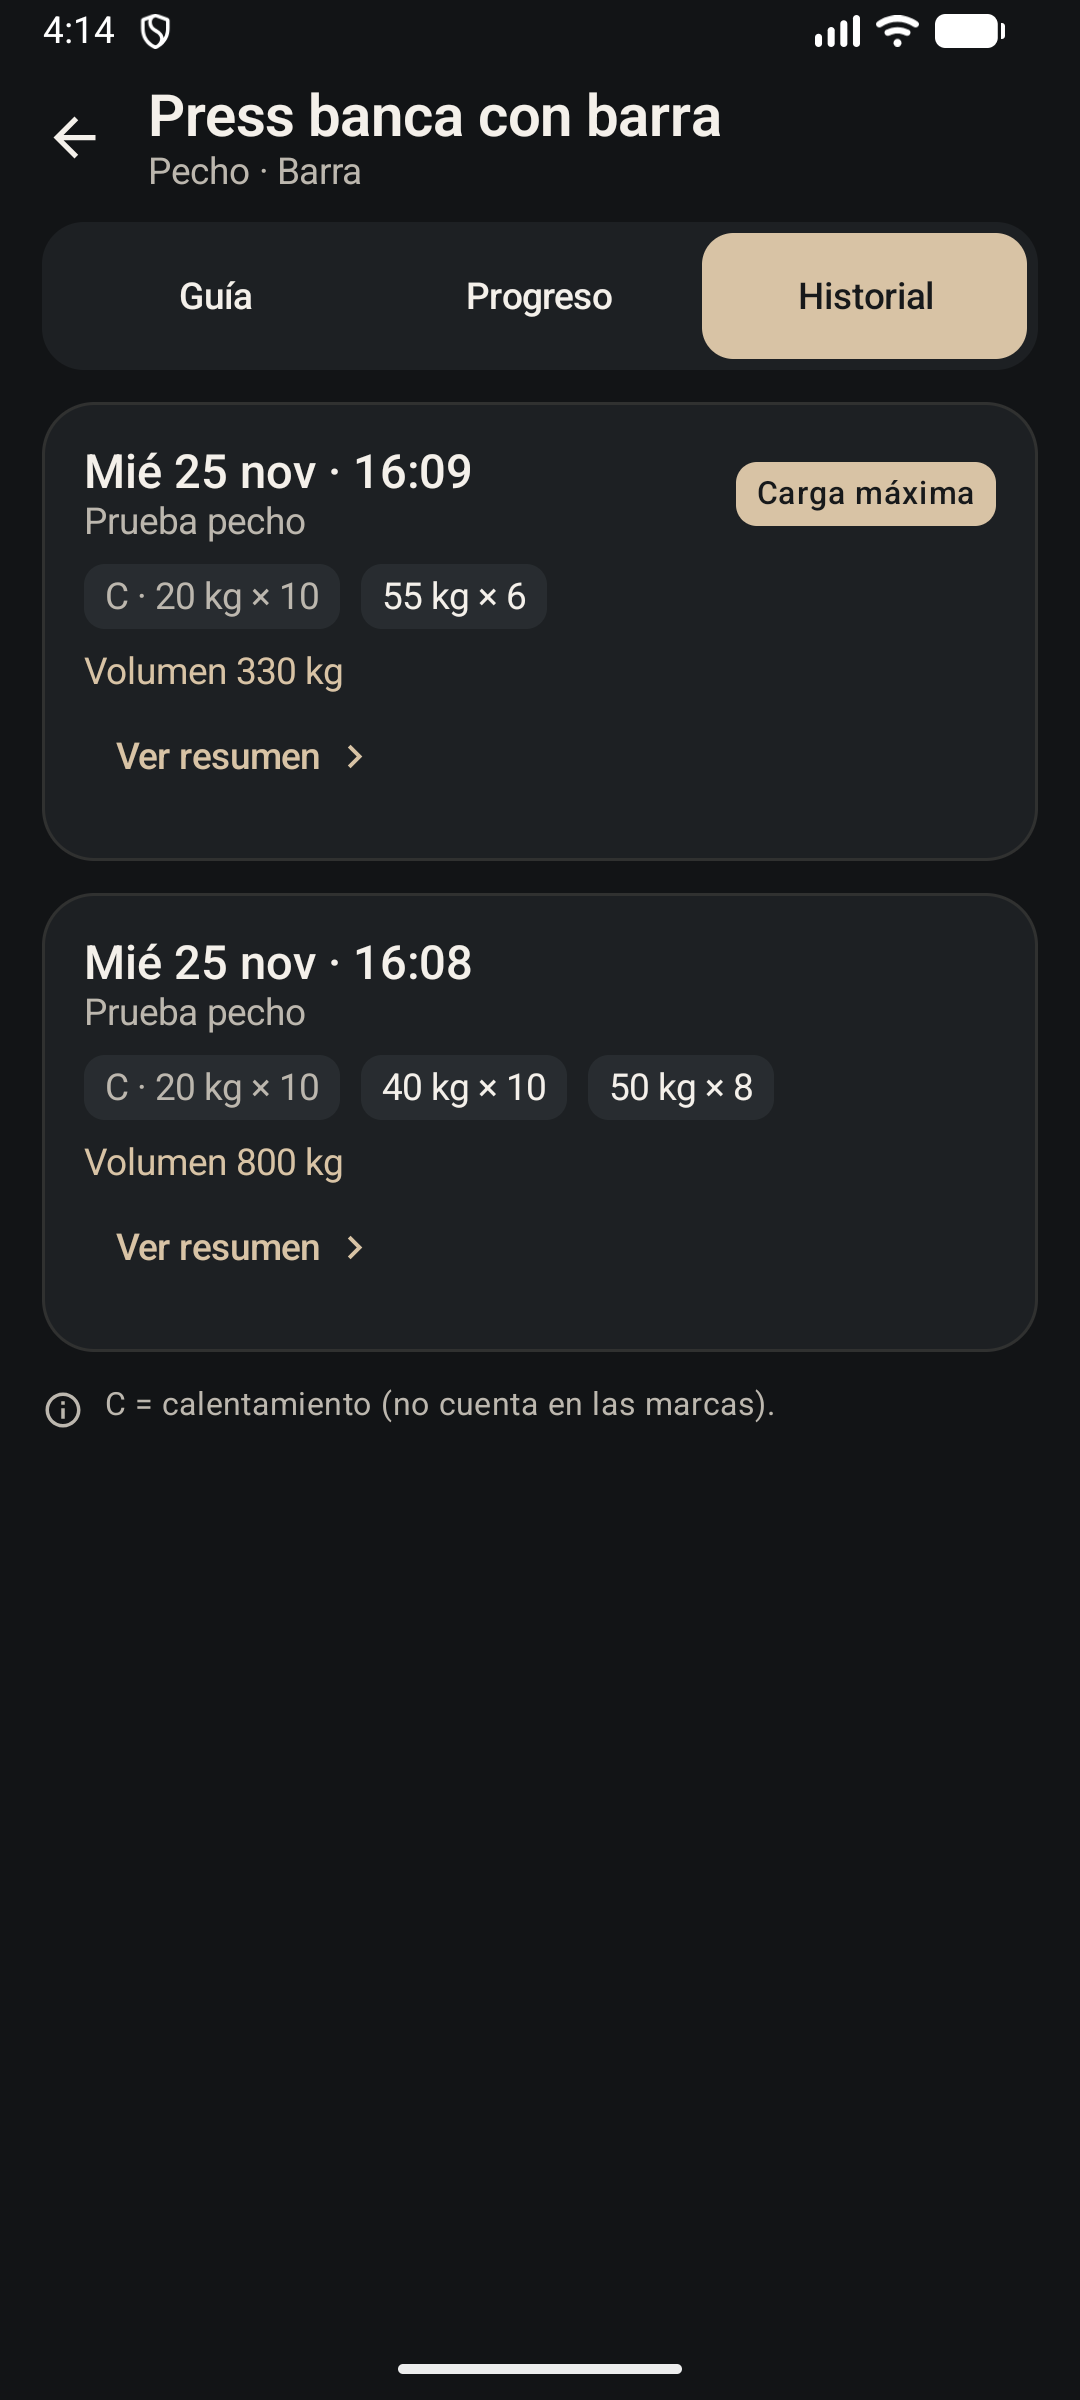 4:14
Press banca con barra
Pecho · Barra
Guía Progreso Historial
Mié 25 nov · 16:09
Carga máxima
Prueba pecho
C · 20 kg × 10 55 kg × 6
Volumen 330 kg
Ver resumen
Mié 25 nov · 16:08
Prueba pecho
C · 20 kg × 10 40 kg × 10 50 kg × 8
Volumen 800 kg
Ver resumen
C = calentamiento (no cuenta en las marcas).